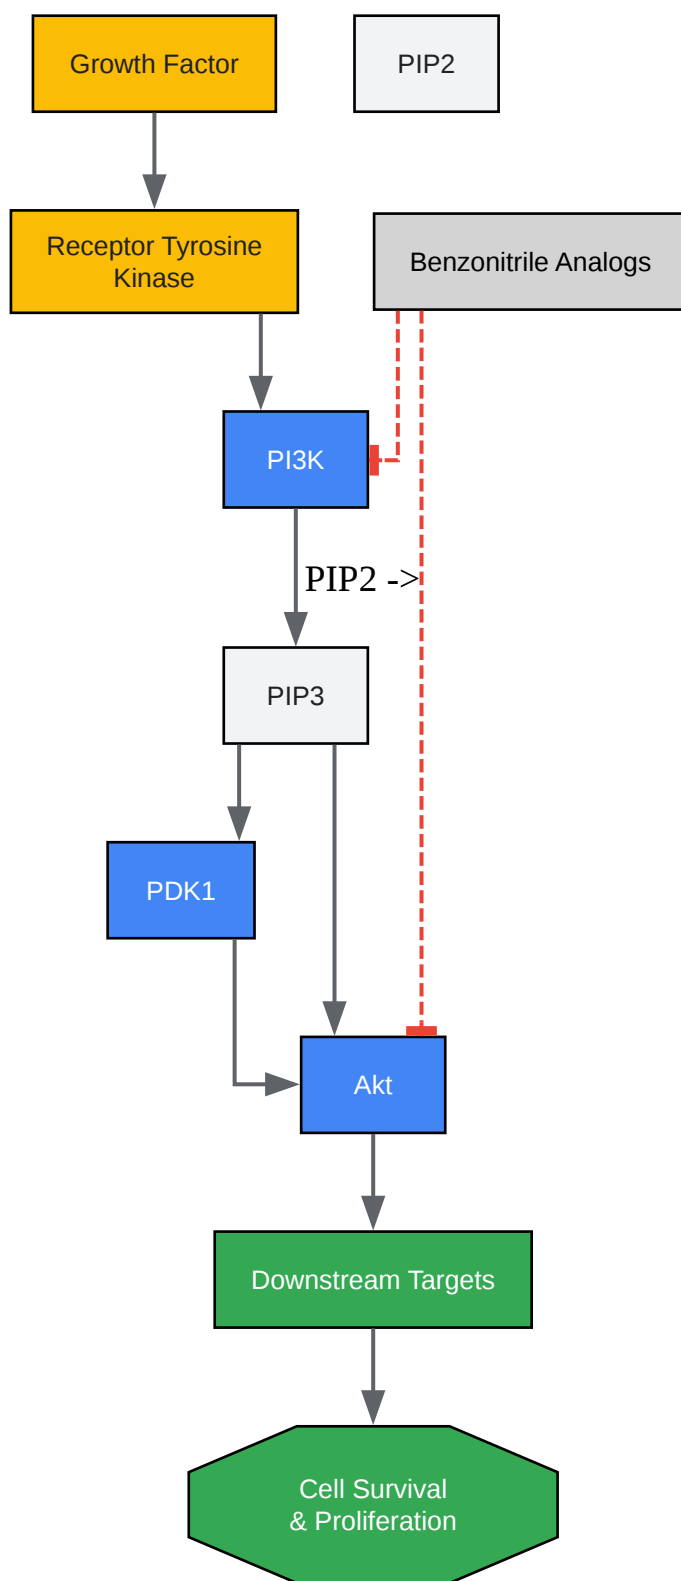 Growth Factor
PIP2
Receptor Tyrosine
Kinase
Benzonitrile Analogs
PI3K
PIP2 ->
PIP3
PDK1
Akt
Downstream Targets
Cell Survival
& Proliferation